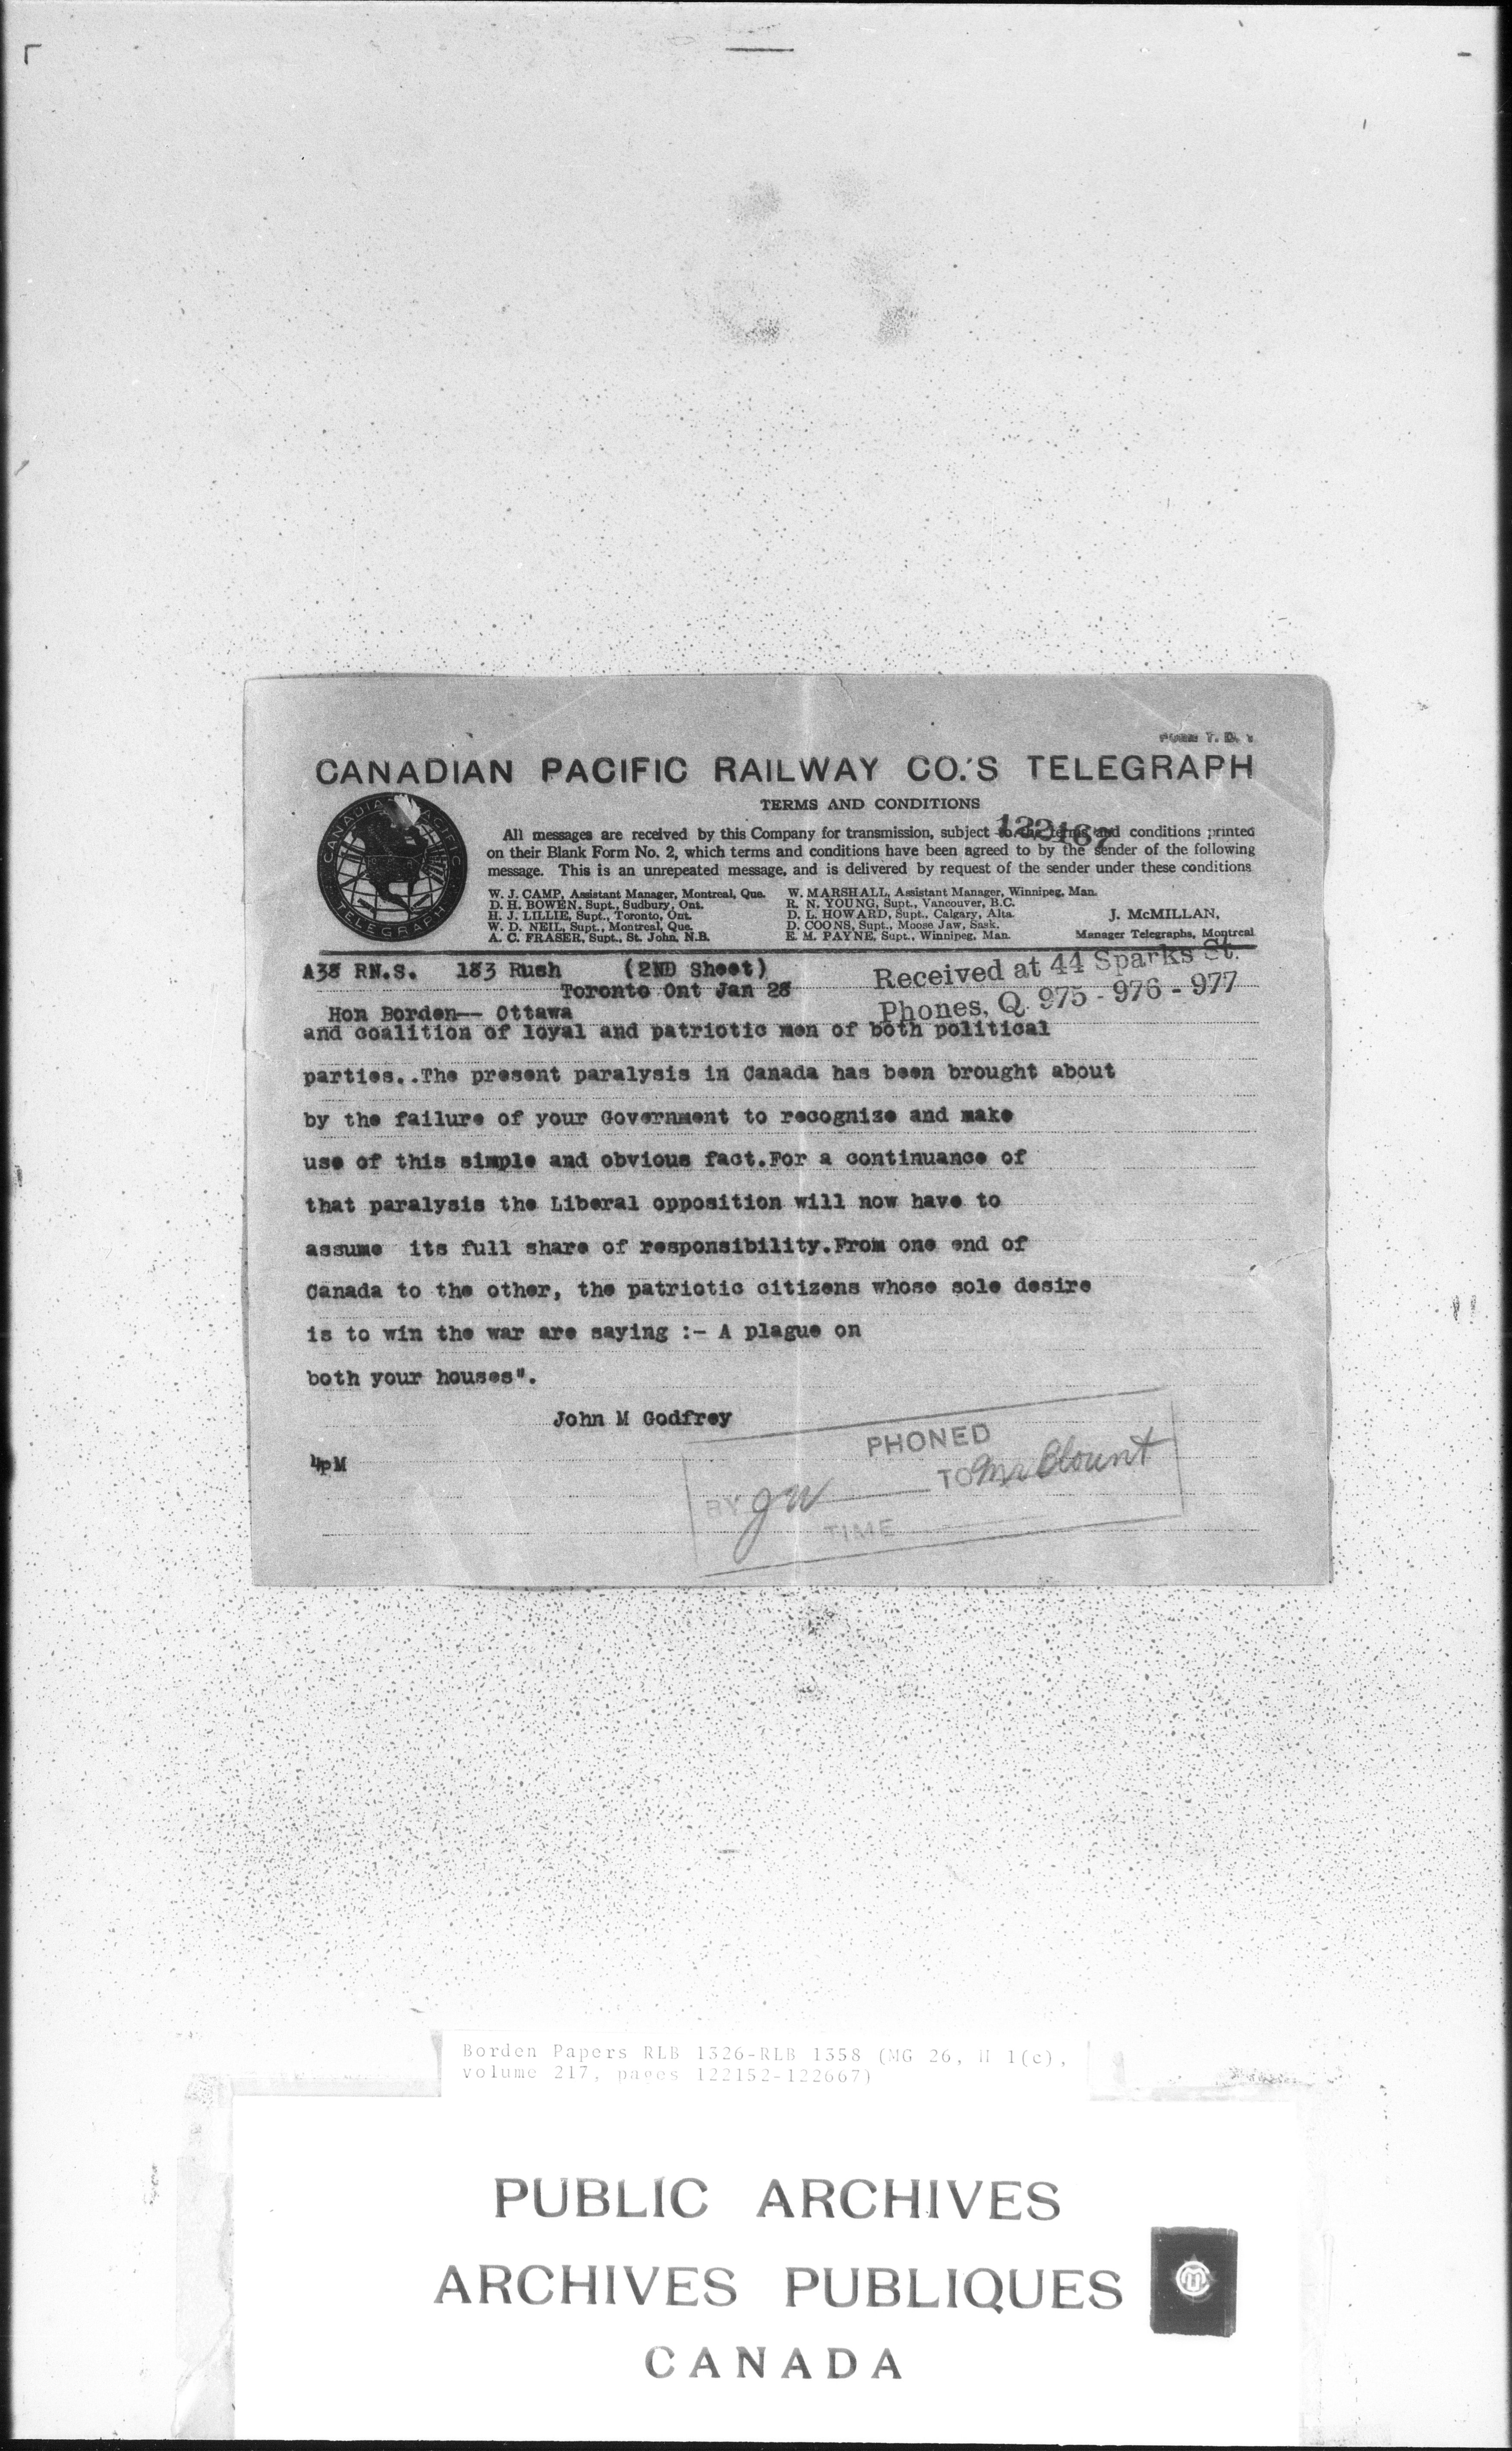 FORM T. D. 1
CANADIAN PACIFIC RAILWAY CO.'S TELEGRAPH
CANADIAN PACIFIC
TELEGRAPH
TERMS AND CONDITIONS
122167
All messages are received by this Company for transmission, subject to the terms and conditions printed
on their Blank Form No. 2, which terms and conditions have been agreed to by the sender of the following
message. This is an unrepeated message, and is delivered by request of the sender under these conditions
W. J. CAMP, Assistant Manager, Montreal, Que. W. MARSHALL, Assistant Manager, Winnipeg, Man.
D. H. BOWEN, Supt., Sudbury, Ont. R. N. YOUNG, Supt., Vancouver, B.C.
H. J. LILLIE, Supt., Toronto, Ont. D. L. HOWARD, Supt., Calgary, Alta. J. McMILLAN,
W. D. NEIL, Supt., Montreal, Que. D. COONS, Supt., Moose Jaw, Sask.
A. C. FRASER, Supt., St. John, N.B. E. M. PAYNE, Supt., Winnipeg, Man. Manager Telegraphs, Montreal
A38 RN.S. 183 Rush (2ND Sheet) Received at 44 Sparks St.
Toronto Ont Jan 28 Phones, Q. 975 - 976 - 977
Hon Borden-- Ottawa
and coalition of loyal and patriotic men of both political
parties..The present paralysis in Canada has been brought about
by the failure of your Government to recognize and make
use of this simple and obvious fact.For a continuance of
that paralysis the Liberal opposition will now have to
assume its full share of responsibility.From one end of
Canada to the other, the patriotic citizens whose sole desire
is to win the war are saying :- A plague on
both your houses".
John M Godfrey
4pM
PHONED
TO Mr Blount
BY JW
TIME
Borden Papers RLB 1326-RLB 1358 (MG 26, H 1(c),
volume 217, pages 122152-122667)
PUBLIC ARCHIVES
ARCHIVES PUBLIQUES
CANADA